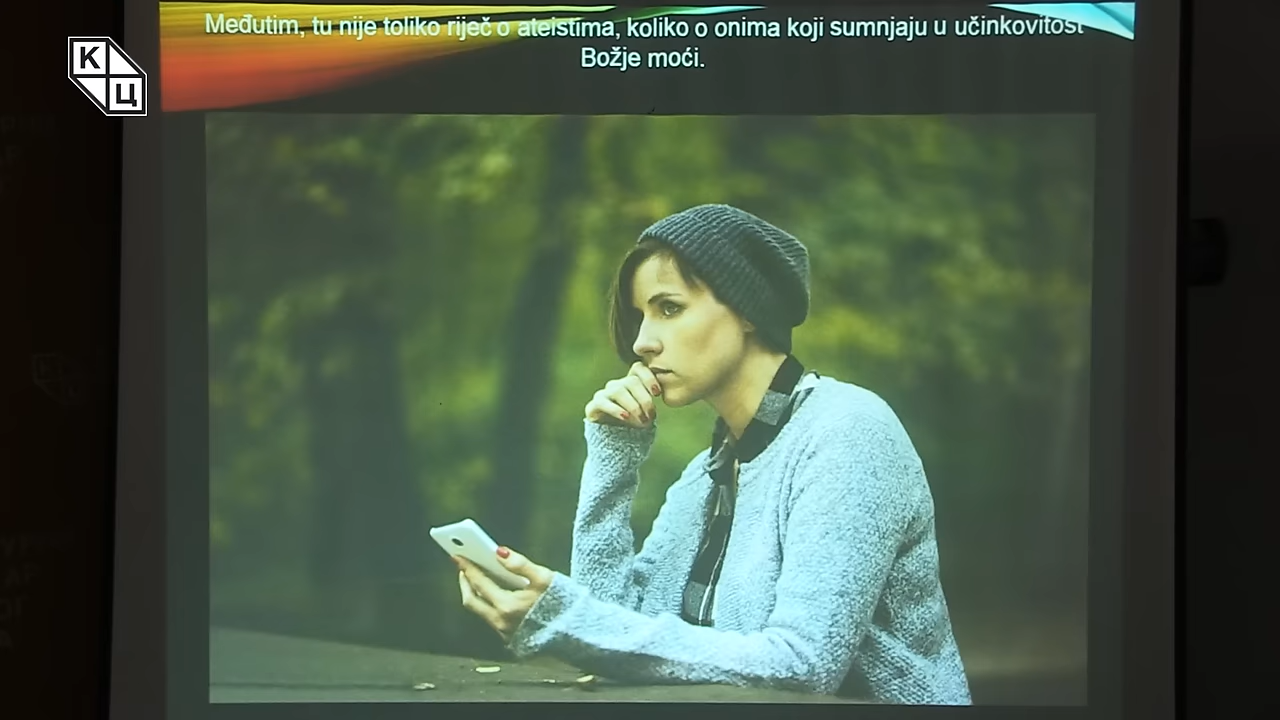 Međutim, tu nije toliko riječ o ateistima, koliko o onima koji sumnjaju u učinkovitost
Božje moći.
К
Ц